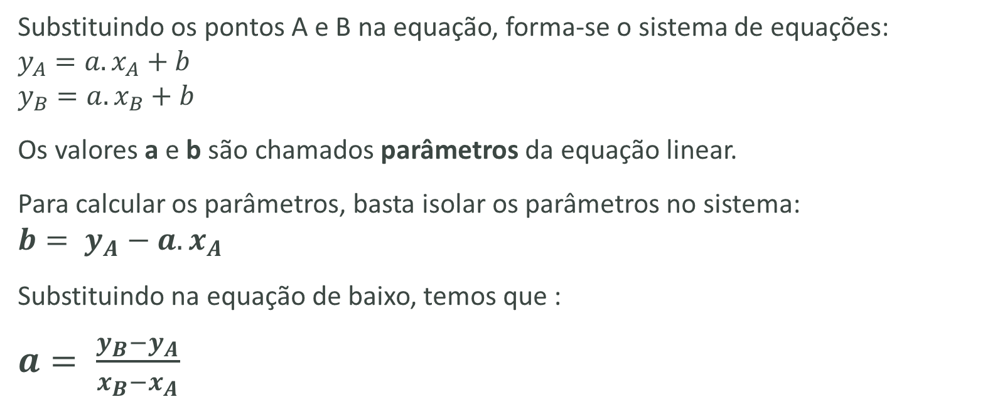 Substituindo os pontos A e B na equação, forma-se o sistema de equações:
y_A = a. x_A + b
y_B = a. x_B + b
Os valores a e b são chamados parâmetros da equação linear.
Para calcular os parâmetros, basta isolar os parâmetros no sistema:
b = y_A − a. x_A
Substituindo na equação de baixo, temos que :
a = \frac{y_B−y_A}{x_B−x_A}